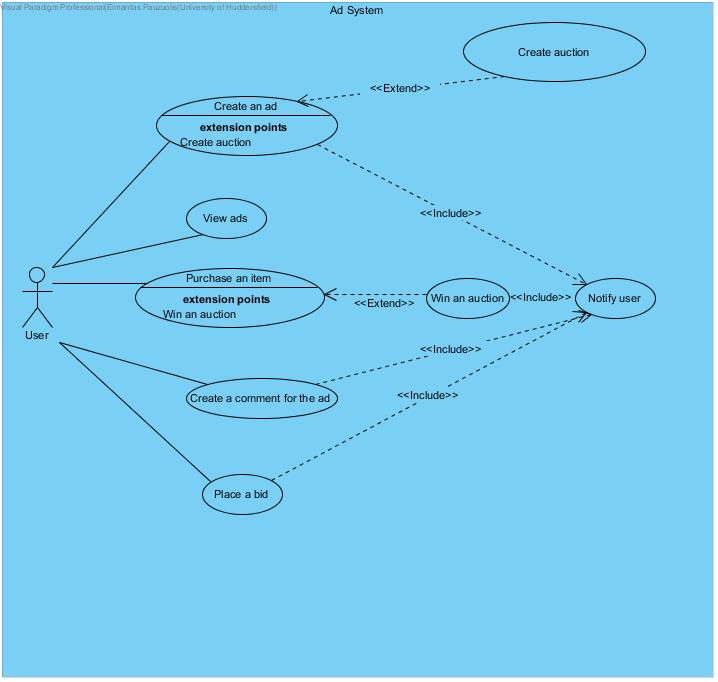 Visual Paradigm Professional(Eimantas Pauzuolis(University of Huddersfield))
Ad System
Create auction
<<Extend>>
Create an ad
extension points
Create auction
<<Include>>
View ads
Purchase an item
extension points
Win an auction
<<Extend>>
Win an auction
<<Include>>
Notify user
User
<<Include>>
Create a comment for the ad
<<Include>>
Place a bid